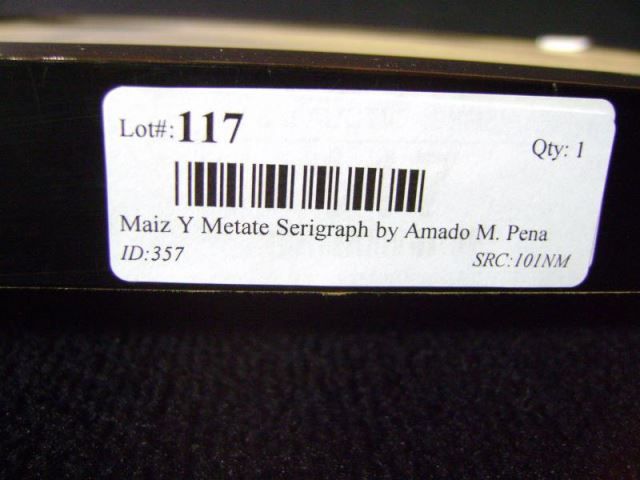 Lot#:117
Qty: 1
Maiz Y Metate Serigraph by Amado M. Pena
ID:357
SRC:101NM